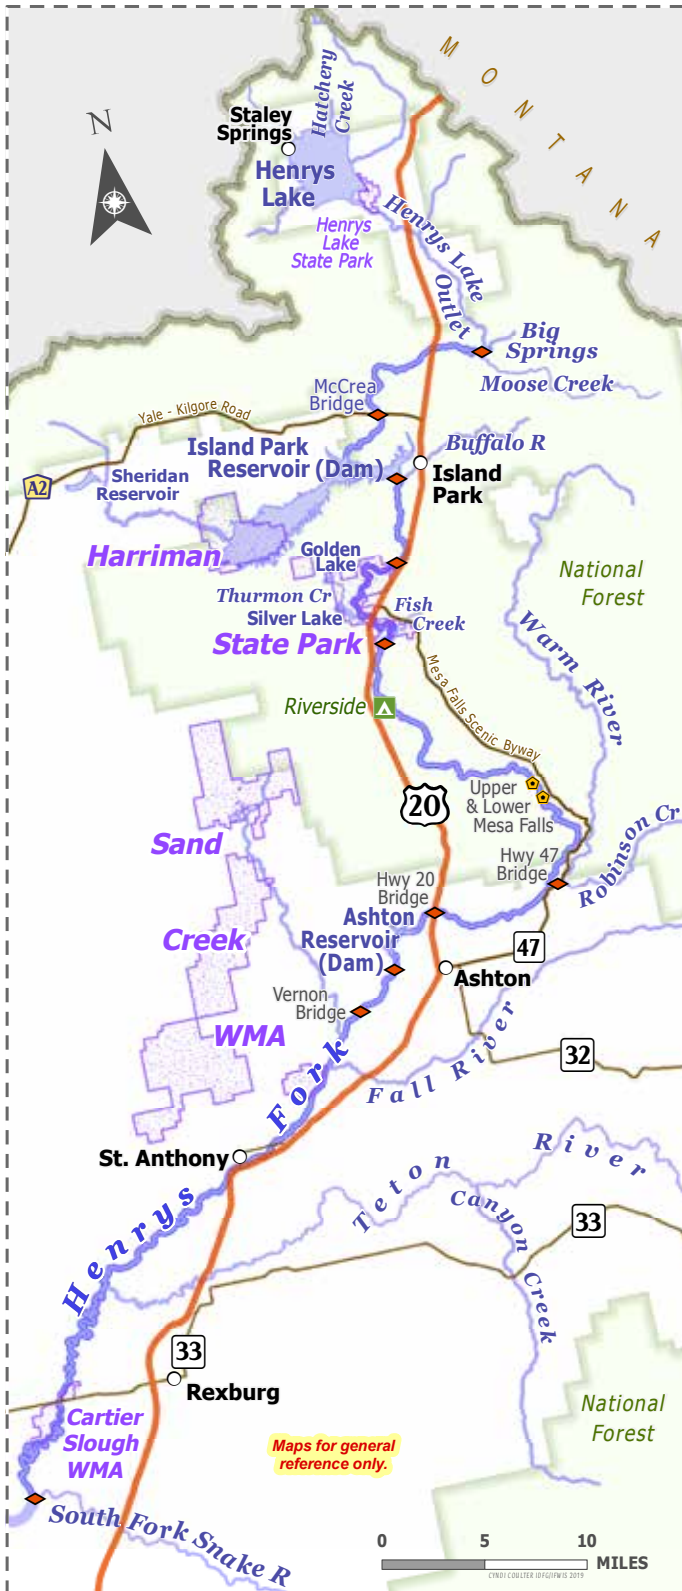 MONTANA
N
Hatchery
Creek
Staley
Springs
Henrys
Lake
Henrys
Lake
State Park
Henrys Lake
Outlet
Big
Springs
Moose Creek
McCrea
Bridge
Yale - Kilgore Road
Island Park
Reservoir (Dam)
Buffalo R
Island
Park
A2
Sheridan
Reservoir
Harriman
Golden
Lake
National
Forest
Thurmon Cr
Silver Lake
Fish
Creek
State Park
Warm River
Mesa Falls Scenic Byway
Riverside
Upper
& Lower
Mesa Falls
20
Sand
Hwy 47
Bridge
Robinson Cr
Hwy 20
Bridge
Ashton
Reservoir
(Dam)
Creek
47
Ashton
Vernon
Bridge
WMA
Fall River
32
Henrys Fork
St. Anthony
Teton River
Canyon Creek
33
33
Rexburg
National
Forest
Cartier
Slough
WMA
Maps for general
reference only.
South Fork Snake R
0 5 10
MILES
CYNDI COULTER IDFG/IFWIS 2019